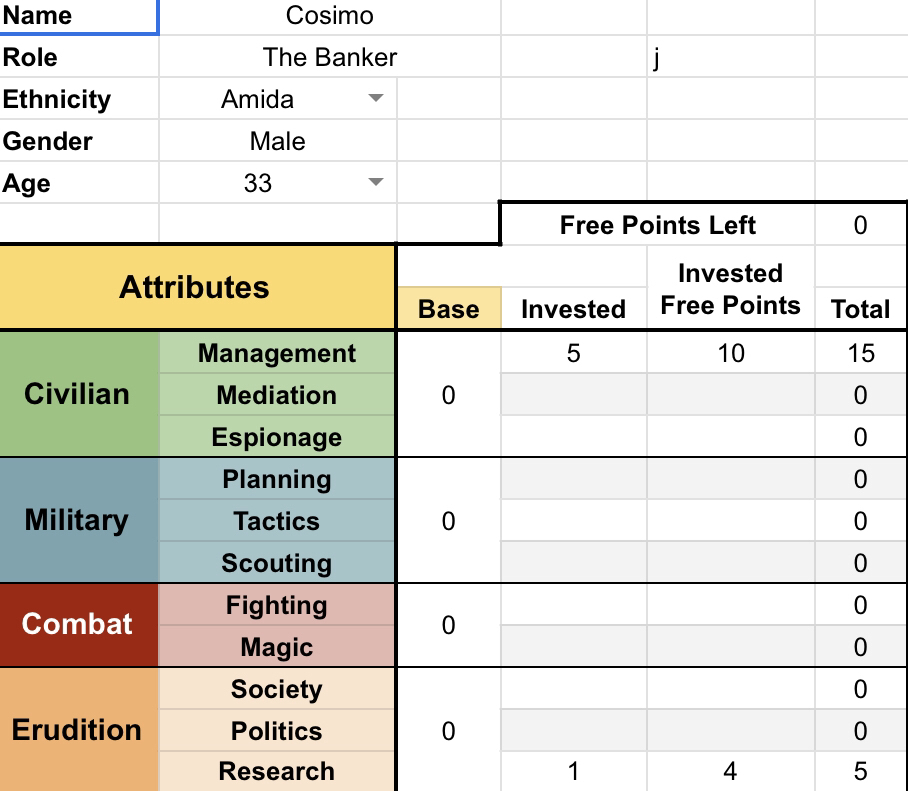 Name Cosimo
Role The Banker j
Ethnicity Amida
Gender Male
Age 33
Free Points Left 0
Attributes Base Invested Invested Free Points Total
Civilian Management 0 5 10 15
Mediation 0
Espionage 0
Military Planning 0 0
Tactics 0
Scouting 0
Combat Fighting 0 0
Magic 0
Erudition Society 0 0
Politics 0
Research 1 4 5